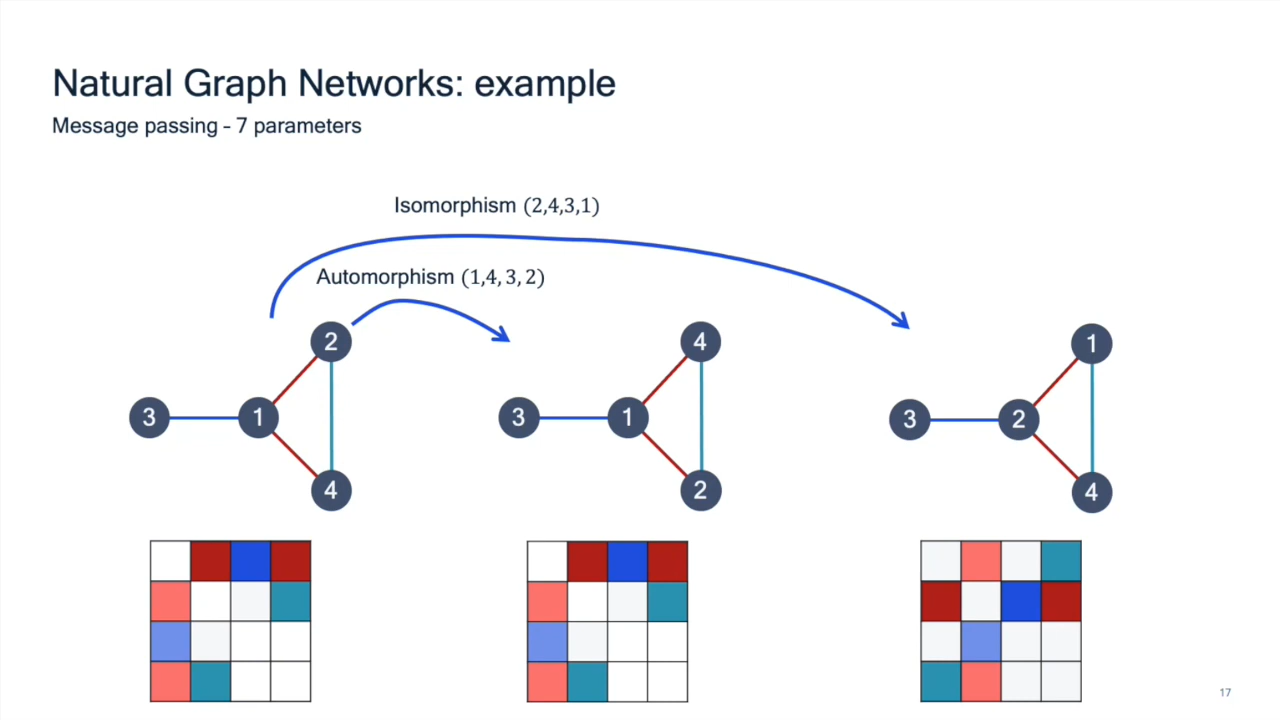 Natural Graph Networks: example
Message passing - 7 parameters
Isomorphism (2,4,3,1)
Automorphism (1,4,3,2)
2
3 1
4
4
3 1
2
1
3 2
4
17